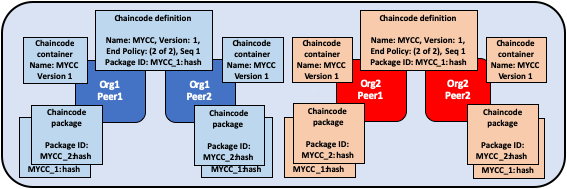 Chaincode definition
Name: MYCC, Version: 1,
End Policy: (2 of 2), Seq 1
Package ID: MYCC_1:hash
Chaincode
container
Name: MYCC
Version 1
Org1
Peer1
Org1
Peer2
Chaincode
container
Name: MYCC
Version 1
Chaincode
package
Package ID:
MYCC_2:hash
MYCC_1:hash
Chaincode
package
Package ID:
MYCC_2:hash
MYCC_1:hash
Chaincode definition
Name: MYCC, Version: 1,
End Policy: (2 of 2), Seq 1
Package ID: MYCC_1:hash
Chaincode
container
Name: MYCC
Version 1
Org2
Peer1
Org2
Peer2
Chaincode
container
Name: MYCC
Version 1
Chaincode
package
Package ID:
MYCC_2:hash
MYCC_1:hash
Chaincode
package
Package ID:
MYCC_2:hash
MYCC_1:hash